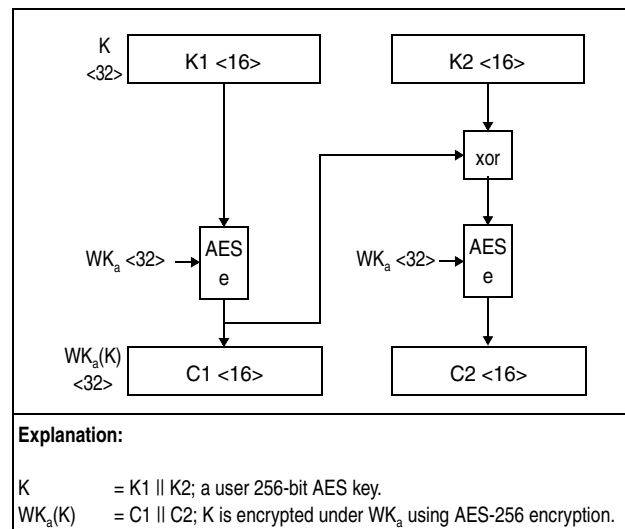 K
<32>
K1 <16>
K2 <16>
xor
WKa <32>
AES
e
WKa <32>
AES
e
WKa(K)
<32>
C1 <16>
C2 <16>
Explanation:
K = K1 || K2; a user 256-bit AES key.
WKa(K) = C1 || C2; K is encrypted under WKa using AES-256 encryption.